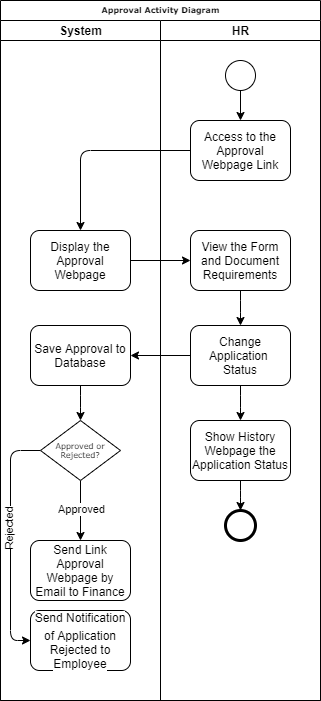 Approval Activity Diagram
System
HR
Access to the
Approval
Webpage Link
Display the
Approval
Webpage
View the Form
and Document
Requirements
Save Approval to
Database
Change
Application
Status
Approved or
Rejected?
Show History
Webpage the
Application Status
Approved
Rejected
Send Link
Approval
Webpage by
Email to Finance
Send Notification
of Application
Rejected to
Employee